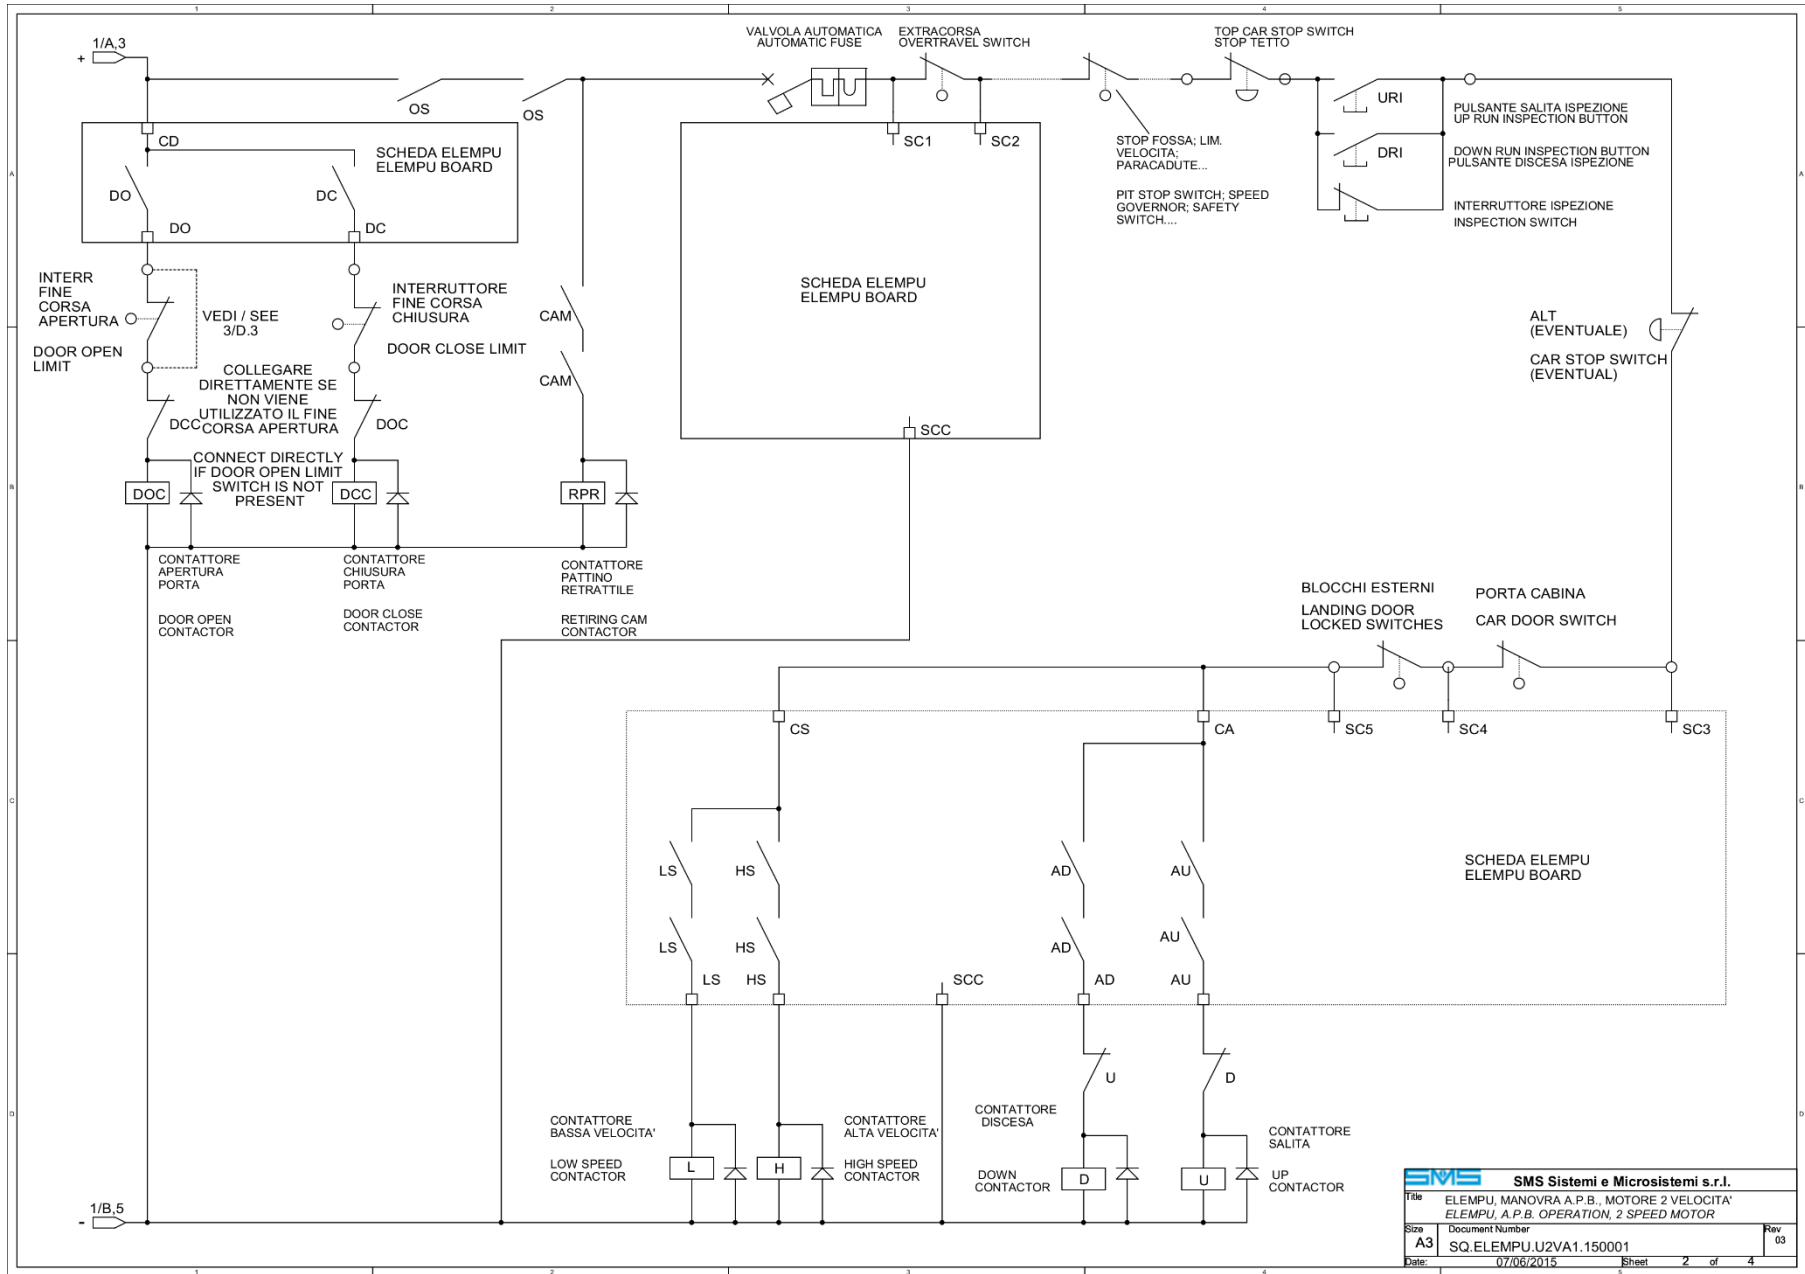 1
2
3
4
5
1/A,3
+
OS
OS
VALVOLA AUTOMATICA
AUTOMATIC FUSE
EXTRACORSA
OVERTRAVEL SWITCH
TOP CAR STOP SWITCH
STOP TETTO
CD
SCHEDA ELEMPU
ELEMPU BOARD
DO
DC
DO
DC
SC1
SC2
STOP FOSSA; LIM.
VELOCITA;
PARACADUTE...
PIT STOP SWITCH; SPEED
GOVERNOR; SAFETY
SWITCH....
URI
PULSANTE SALITA ISPEZIONE
UP RUN INSPECTION BUTTON
DRI
DOWN RUN INSPECTION BUTTON
PULSANTE DISCESA ISPEZIONE
INTERRUTTORE ISPEZIONE
INSPECTION SWITCH
A
A
INTERR
FINE
CORSA
APERTURA
DOOR OPEN
LIMIT
VEDI / SEE
3/D.3
INTERRUTTORE
FINE CORSA
CHIUSURA
DOOR CLOSE LIMIT
CAM
CAM
SCHEDA ELEMPU
ELEMPU BOARD
ALT
(EVENTUALE)
CAR STOP SWITCH
(EVENTUAL)
COLLEGARE
DIRETTAMENTE SE
NON VIENE
UTILIZZATO IL FINE
CORSA APERTURA
CONNECT DIRECTLY
IF DOOR OPEN LIMIT
SWITCH IS NOT
PRESENT
DCC
DOC
SCC
B
B
DOC
DCC
RPR
CONTATTORE
APERTURA
PORTA
DOOR OPEN
CONTACTOR
CONTATTORE
CHIUSURA
PORTA
DOOR CLOSE
CONTACTOR
CONTATTORE
PATTINO
RETRATTILE
RETIRING CAM
CONTACTOR
BLOCCHI ESTERNI
LANDING DOOR
LOCKED SWITCHES
PORTA CABINA
CAR DOOR SWITCH
CS
CA
SC5
SC4
SC3
C
C
LS
HS
AD
AU
SCHEDA ELEMPU
ELEMPU BOARD
LS
HS
AD
AU
LS
HS
SCC
AD
AU
U
D
D
D
CONTATTORE
BASSA VELOCITA'
LOW SPEED
CONTACTOR
L
H
CONTATTORE
ALTA VELOCITA'
HIGH SPEED
CONTACTOR
CONTATTORE
DISCESA
DOWN
CONTACTOR
D
U
CONTATTORE
SALITA
UP
CONTACTOR
1/B,5
-
SMS
SMS Sistemi e Microsistemi s.r.l.
Title
ELEMPU, MANOVRA A.P.B., MOTORE 2 VELOCITA'
ELEMPU, A.P.B. OPERATION, 2 SPEED MOTOR
Size
A3
Document Number
SQ.ELEMPU.U2VA1.150001
Rev
03
Date:
07/06/2015
Sheet
2 of 4
1
2
3
4
5